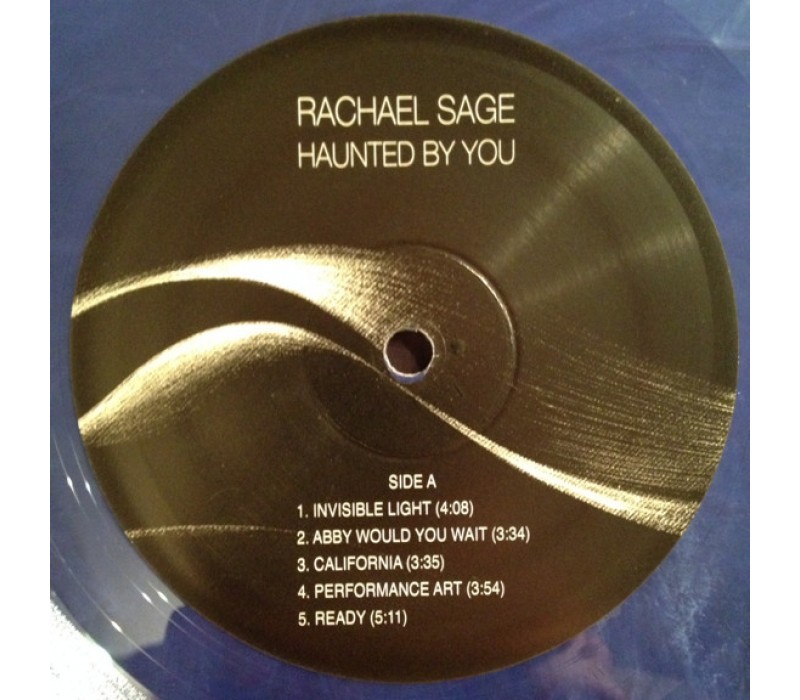 RACHAEL SAGE
HAUNTED BY YOU
SIDE A
1. INVISIBLE LIGHT (4:08)
2. ABBY WOULD YOU WAIT (3:34)
3. CALIFORNIA (3:35)
4. PERFORMANCE ART (3:54)
5. READY (5:11)